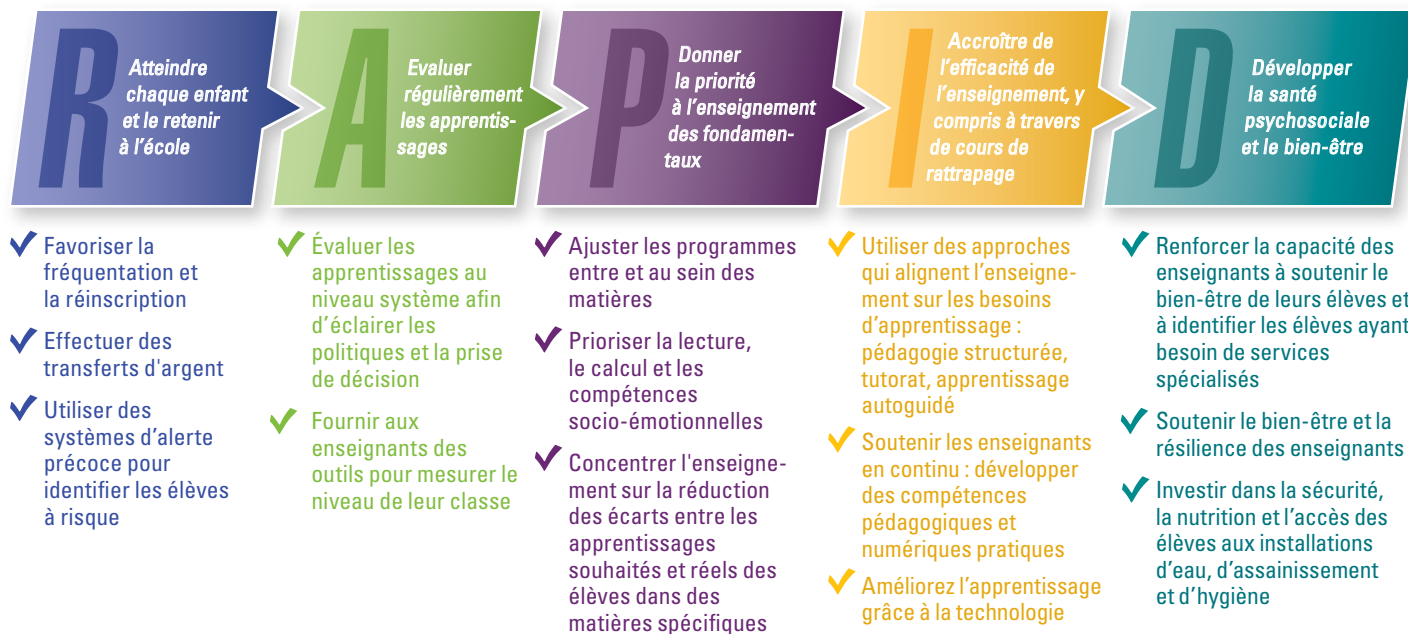 R
Atteindre
chaque enfant
et le retenir
à l'école
A
Evaluer
régulièrement
les apprentis-
sages
P
Donner
la priorité
à l'enseignement
des fondamen-
taux
I
Accroître de
l'efficacité de
l'enseignement, y
compris à travers
de cours de
rattrapage
D
Développer
la santé
psychosociale
et le bien-être
Favoriser la
fréquentation et
la réinscription
Effectuer des
transferts d'argent
Utiliser des
systèmes d'alerte
précoce pour
identifier les élèves
à risque
Évaluer les
apprentissages au
niveau système afin
d'éclairer les
politiques et la prise
de décision
Fournir aux
enseignants des
outils pour mesurer le
niveau de leur classe
Ajuster les programmes
entre et au sein des
matières
Prioriser la lecture,
le calcul et les
compétences
socio-émotionnelles
Concentrer l'enseigne-
ment sur la réduction
des écarts entre les
apprentissages
souhaités et réels des
élèves dans des
matières spécifiques
Utiliser des approches
qui alignent l'enseigne-
ment sur les besoins
d'apprentissage :
pédagogie structurée,
tutorat, apprentissage
autoguidé
Soutenir les enseignants
en continu : développer
des compétences
pédagogiques et
numériques pratiques
Améliorez l'apprentissage
grâce à la technologie
Renforcer la capacité des
enseignants à soutenir le
bien-être de leurs élèves et
à identifier les élèves ayant
besoin de services
spécialisés
Soutenir le bien-être et la
résilience des enseignants
Investir dans la sécurité,
la nutrition et l'accès des
élèves aux installations
d'eau, d'assainissement
et d'hygiène